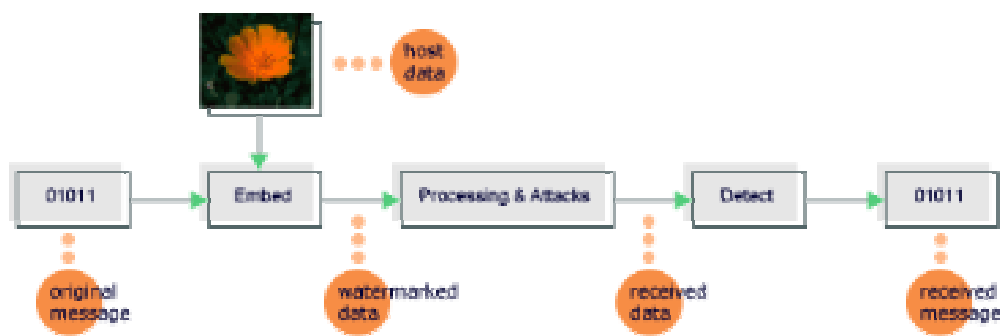 host
data
01011
Embed
Processing & Attacks
Detect
01011
original
message
watermarked
data
received
data
received
message